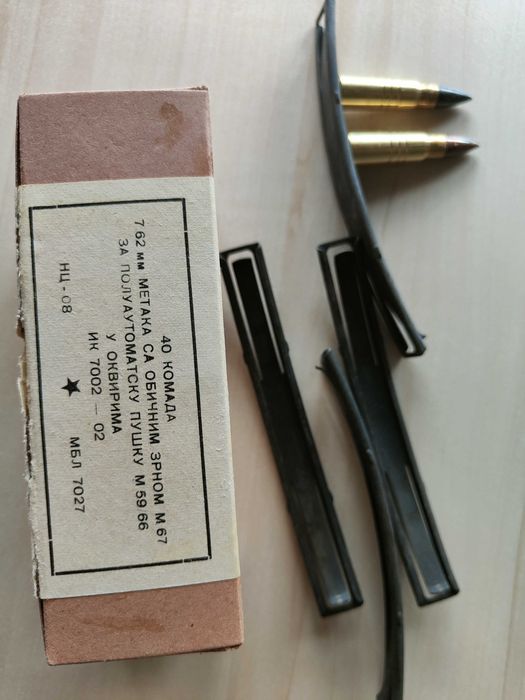 40 КОМАДА
7 62 мм МЕТАКА СА ОБИЧНИМ ЗРНОМ М 67
ЗА ПОЛУАУТОМАТСКУ ПУШКУ М 59 66
У ОКВИРИМА
ИК 7002 — 02
НЦ - 08 ★ МБЛ 7027